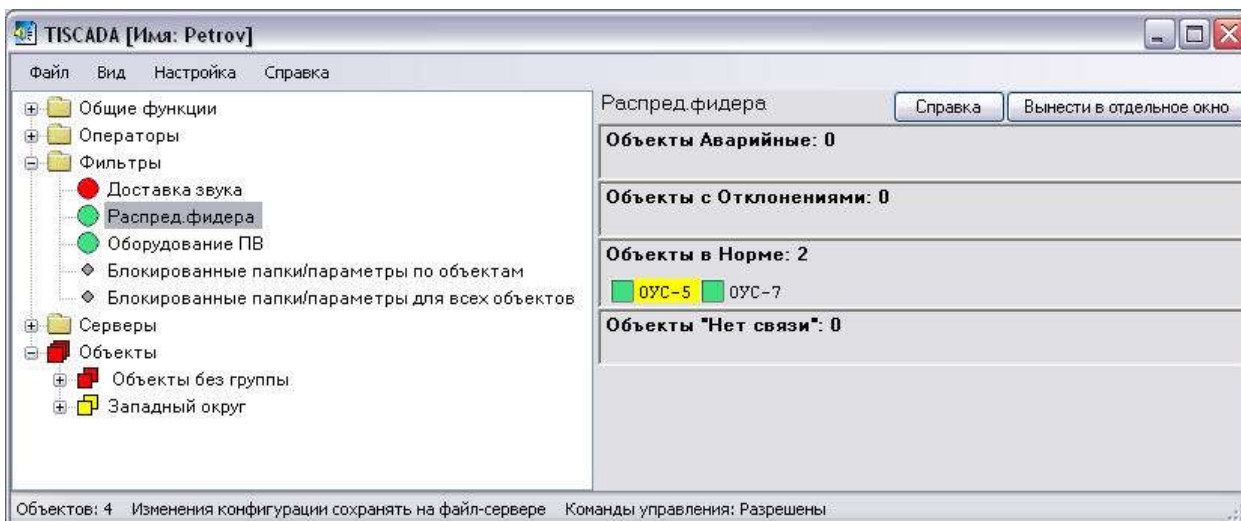 TISCADA [Имя: Petrov]
Файл Вид Настройка Справка
Общие функции
Операторы
Фильтры
Доставка звука
Распред.фидера
Оборудование ПВ
Блокированные папки/параметры по объектам
Блокированные папки/параметры для всех объектов
Серверы
Объекты
Объекты без группы
Западный округ
Распред.фидера Справка Вынести в отдельное окно
Объекты Аварийные: 0
Объекты с Отклонениями: 0
Объекты в Норме: 2
ОУС-5 ОУС-7
Объекты "Нет связи": 0
Объектов: 4 Изменения конфигурации сохранять на файл-сервере Команды управления: Разрешены